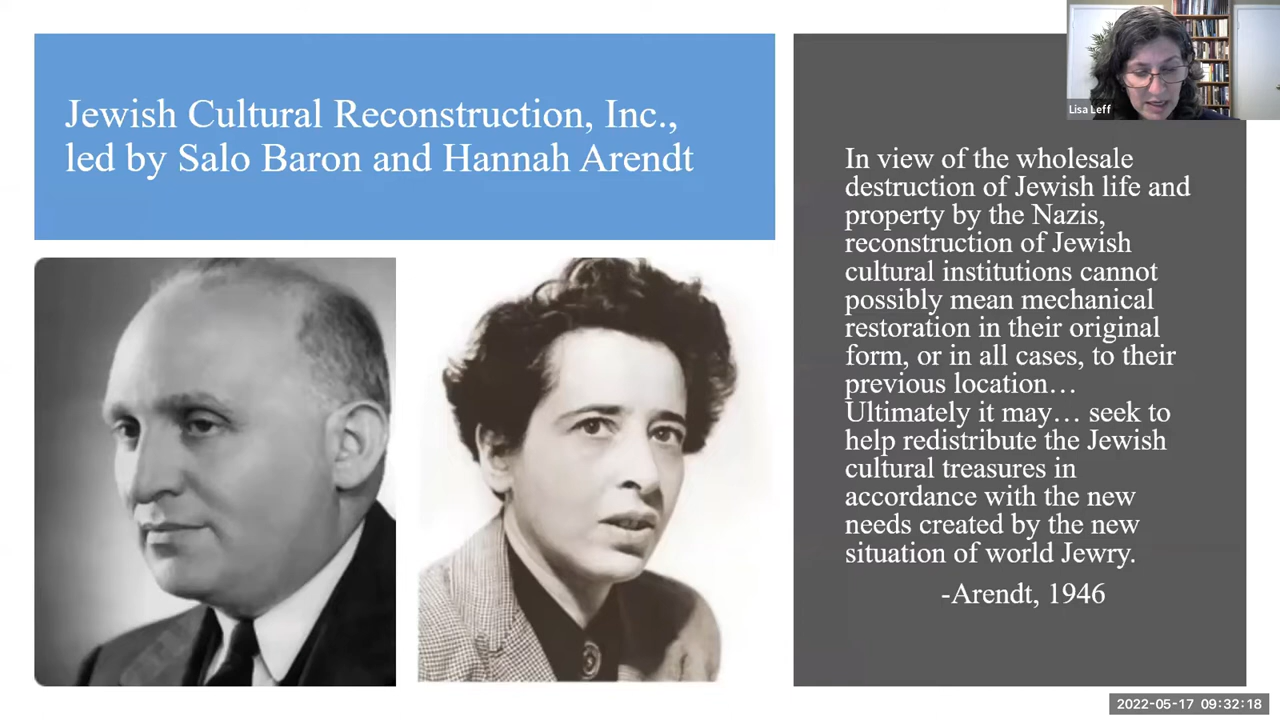 Jewish Cultural Reconstruction, Inc.,
led by Salo Baron and Hannah Arendt
Lisa Leff
In view of the wholesale
destruction of Jewish life and
property by the Nazis,
reconstruction of Jewish
cultural institutions cannot
possibly mean mechanical
restoration in their original
form, or in all cases, to their
previous location…
Ultimately it may… seek to
help redistribute the Jewish
cultural treasures in
accordance with the new
needs created by the new
situation of world Jewry.
-Arendt, 1946
2022-05-17 09:32:18